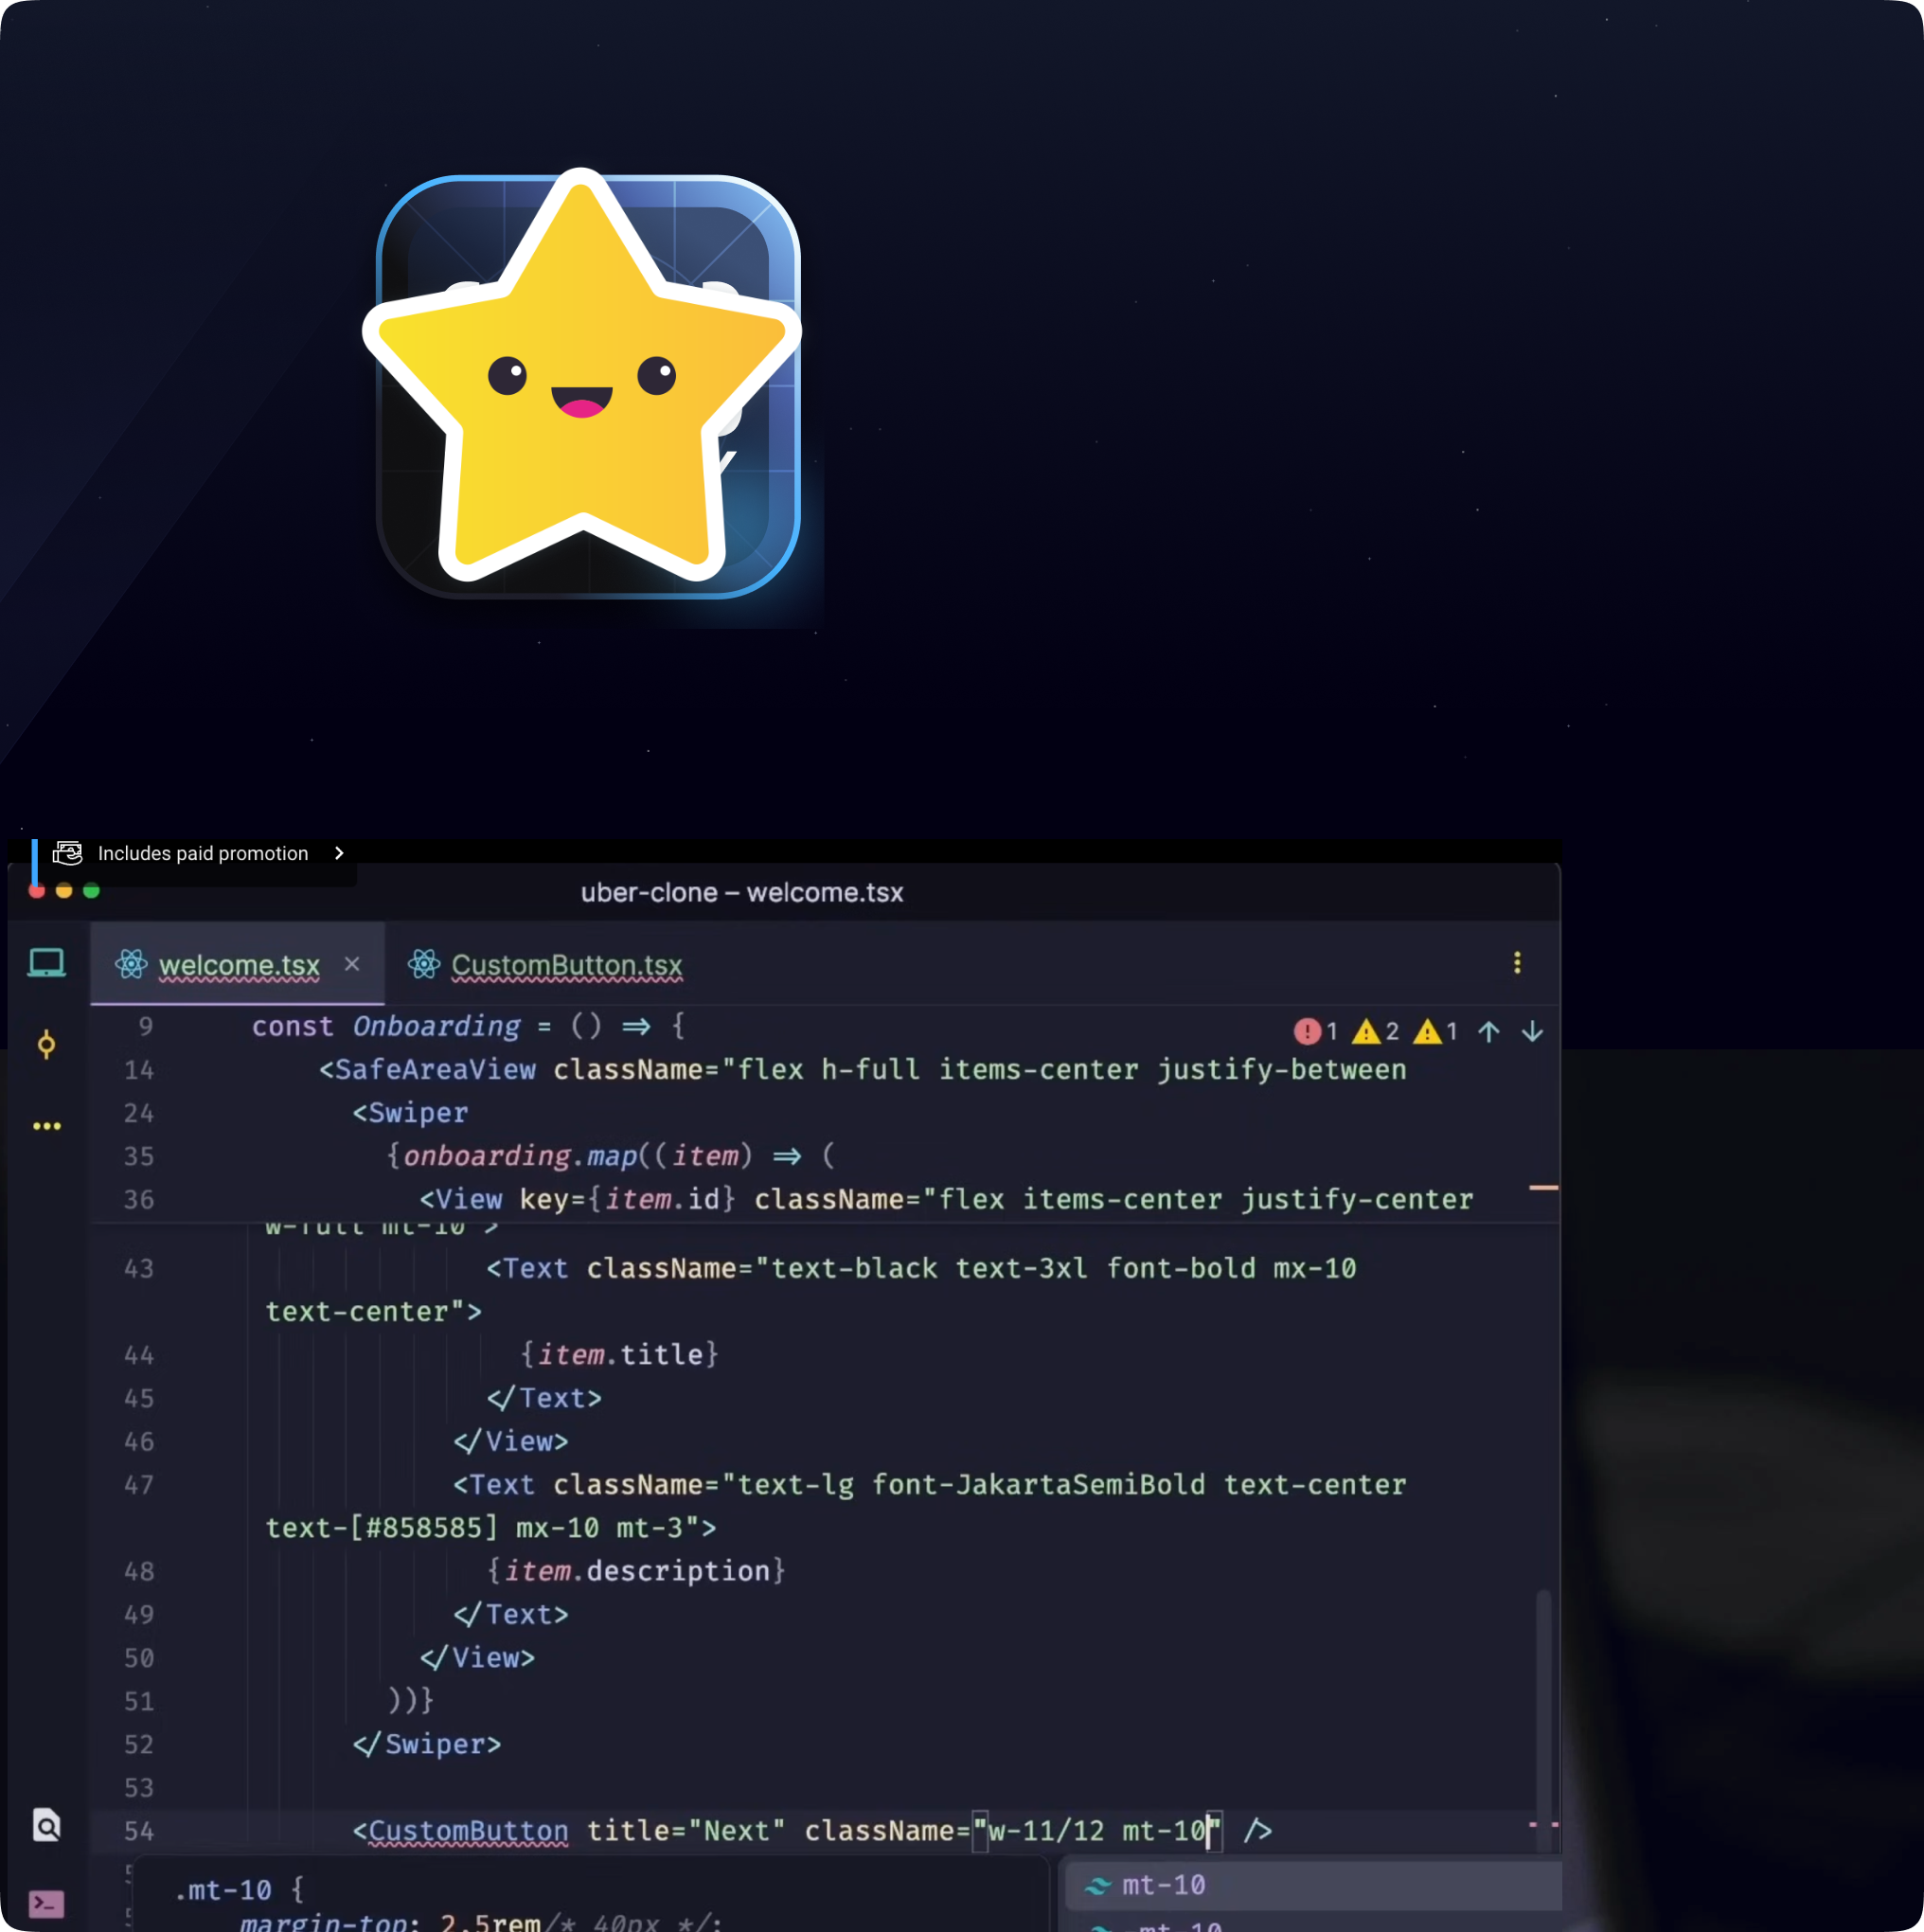 Includes paid promotion
uber-clone – welcome.tsx
welcome.tsx
CustomButton.tsx
9 const Onboarding = () => {
1 2 1
14 <SafeAreaView className="flex h-full items-center justify-between
24 <Swiper
35 {onboarding.map((item) => (
36 <View key={item.id} className="flex items-center justify-center
w-full mt-10">
43 <Text className="text-black text-3xl font-bold mx-10
text-center">
44 {item.title}
45 </Text>
46 </View>
47 <Text className="text-lg font-JakartaSemiBold text-center
text-[#858585] mx-10 mt-3">
48 {item.description}
49 </Text>
50 </View>
51 ))}
52 </Swiper>
53
54 <CustomButton title="Next" className="w-11/12 mt-10" />
.mt-10 {
margin-top: 2.5rem/* 40px */;
mt-10
-mt-10